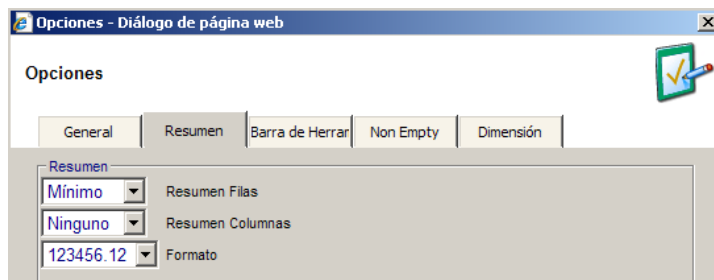 Opciones - Diálogo de página web
Opciones
General Resumen Barra de Herrar Non Empty Dimensión
Resumen
Mínimo Resumen Filas
Ninguno Resumen Columnas
123456.12 Formato